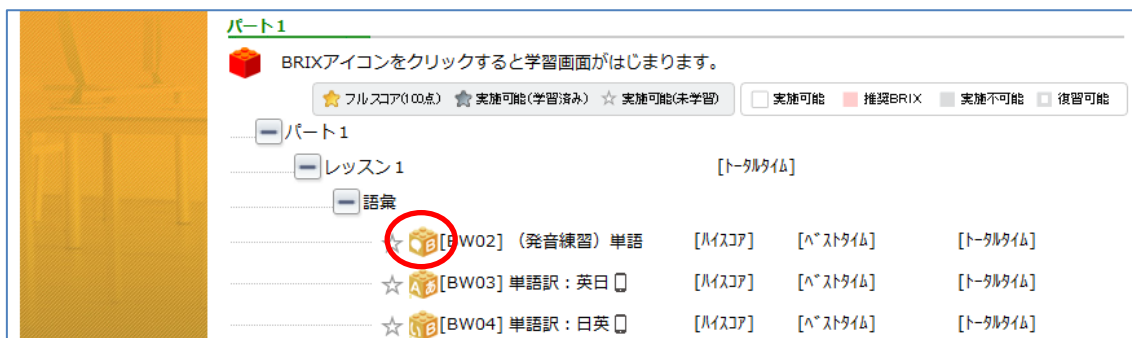 パート1
BRIXアイコンをクリックすると学習画面がはじまります。
フルスコア(100点) 実施可能(学習済み) 実施可能(未学習) 実施可能 推奨BRIX 実施不可能 復習可能
パート1
レッスン1 [ﾄｰﾀﾙﾀｲﾑ]
語彙
[BW02] （発音練習）単語 [ﾊｲｽｺｱ] [ﾍﾞｽﾄﾀｲﾑ] [ﾄｰﾀﾙﾀｲﾑ]
[BW03] 単語訳：英日 [ﾊｲｽｺｱ] [ﾍﾞｽﾄﾀｲﾑ] [ﾄｰﾀﾙﾀｲﾑ]
[BW04] 単語訳：日英 [ﾊｲｽｺｱ] [ﾍﾞｽﾄﾀｲﾑ] [ﾄｰﾀﾙﾀｲﾑ]